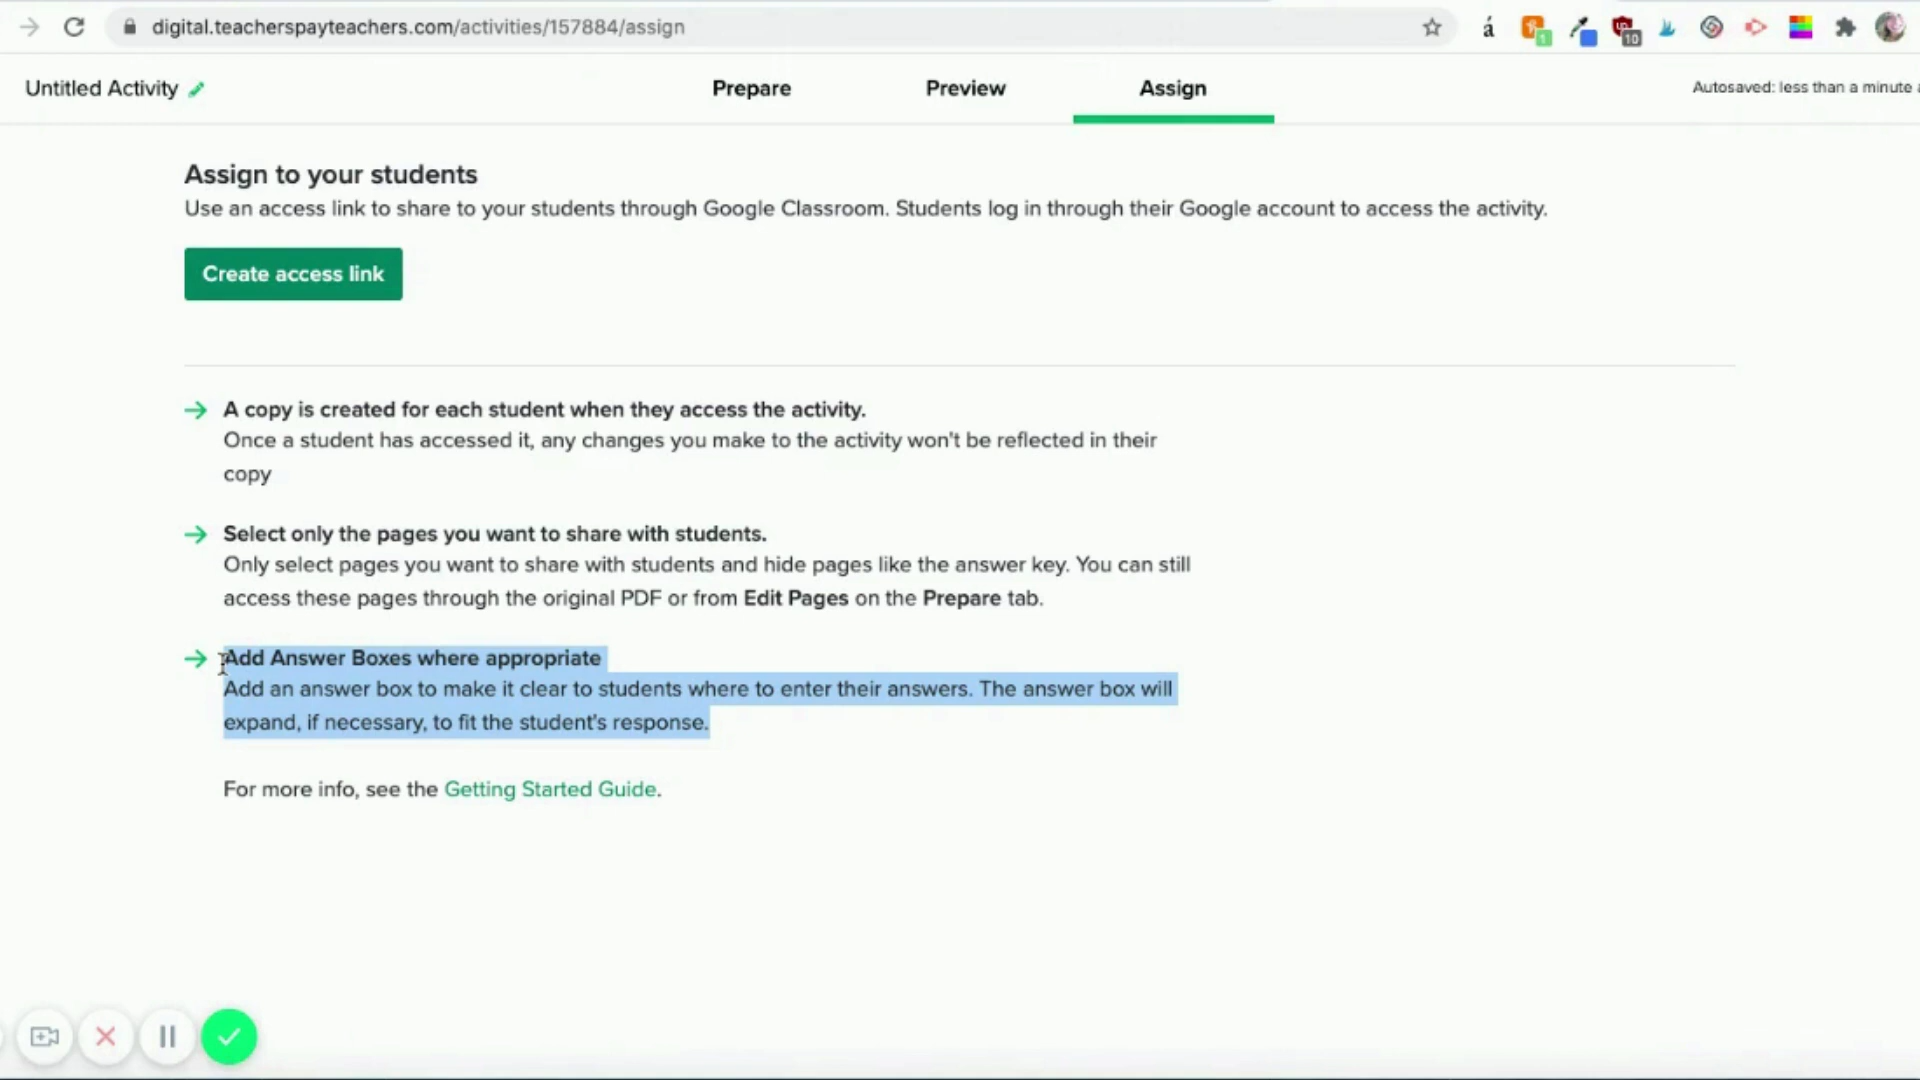 digital.teacherspayteachers.com/activities/157884/assign
á
1
10
Untitled Activity
Prepare
Preview
Assign
Autosaved: less than a minute a
Assign to your students
Use an access link to share to your students through Google Classroom. Students log in through their Google account to access the activity.
Create access link
A copy is created for each student when they access the activity.
Once a student has accessed it, any changes you make to the activity won't be reflected in their
copy
Select only the pages you want to share with students.
Only select pages you want to share with students and hide pages like the answer key. You can still
access these pages through the original PDF or from Edit Pages on the Prepare tab.
Add Answer Boxes where appropriate
Add an answer box to make it clear to students where to enter their answers. The answer box will
expand, if necessary, to fit the student's response.
For more info, see the Getting Started Guide.